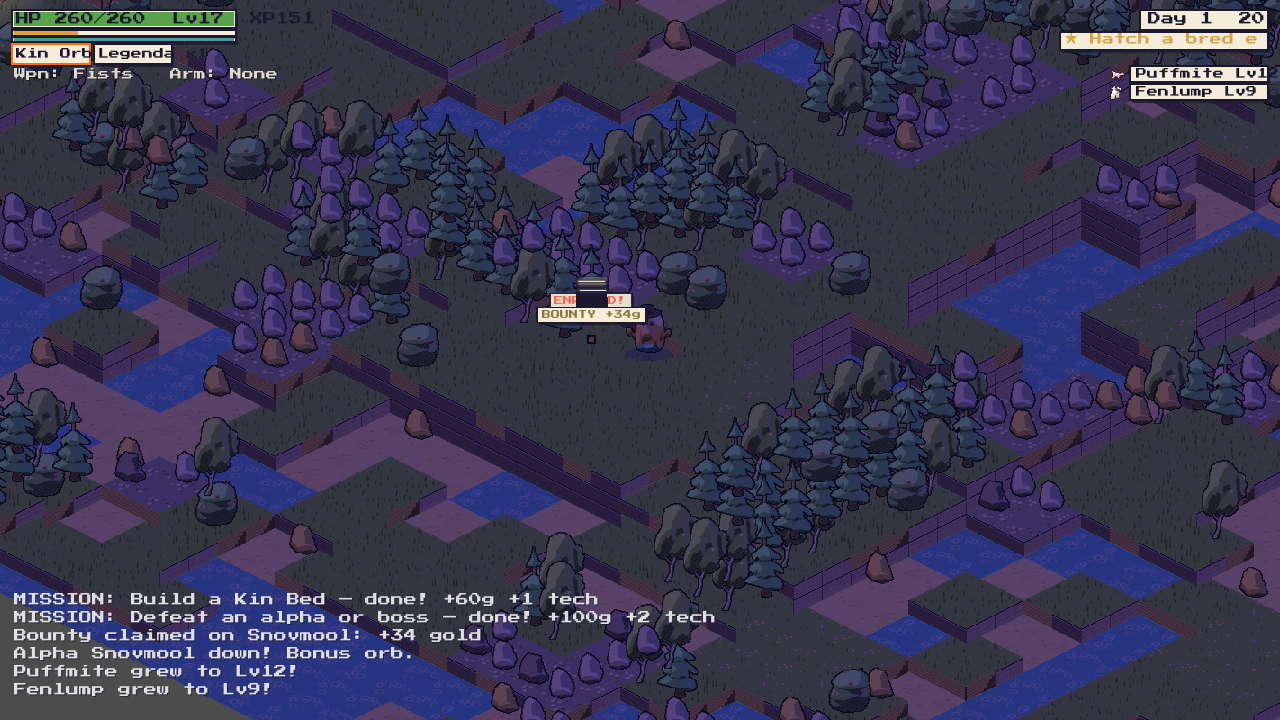 HP 260/260 Lv17 XP151
Kin Orb Legenda
Wpn: Fists Arm: None
Day 1 20
★ Hatch a bred e
Puffmite Lv12
Fenlump Lv9
BOUNTY +34g
MISSION: Build a Kin Bed — done! +60g +1 tech
MISSION: Defeat an alpha or boss — done! +100g +2 tech
Bounty claimed on Snovmool: +34 gold
Alpha Snovmool down! Bonus orb.
Puffmite grew to Lv12!
Fenlump grew to Lv9!